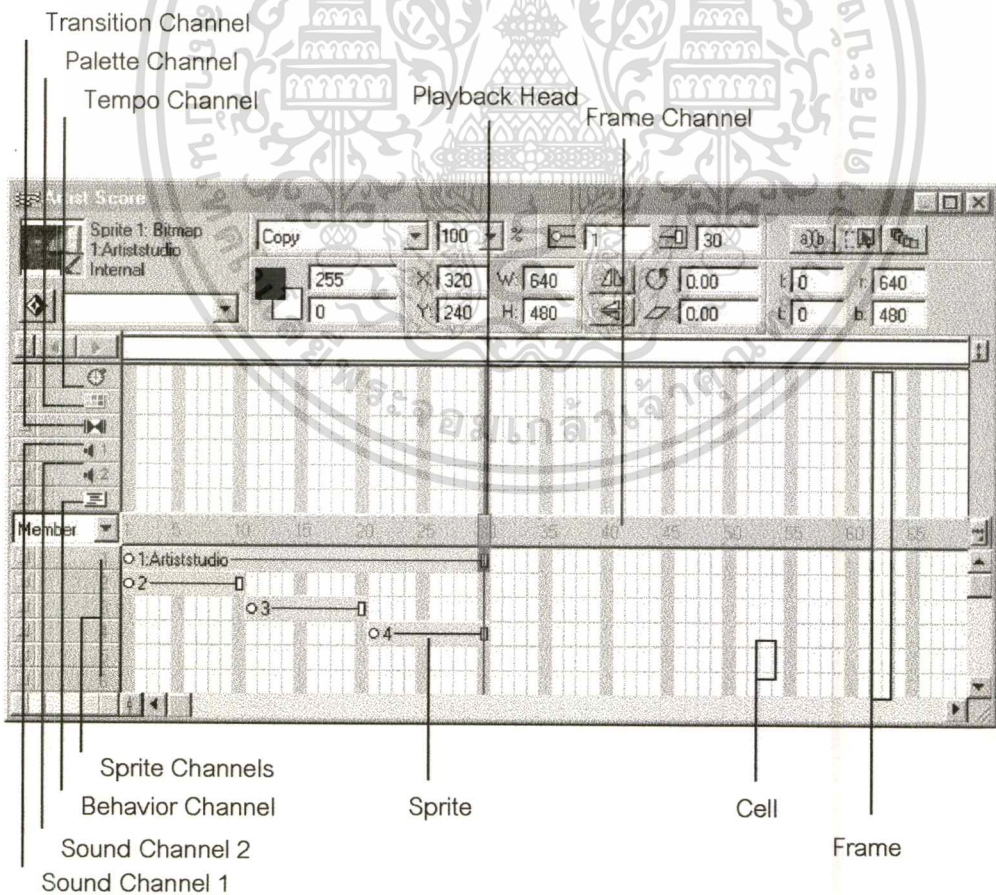 Transition Channel
Palette Channel
Tempo Channel
Playback Head
Frame Channel
Artist Score
Sprite 1: Bitmap
1:Artiststudio
Internal
Copy
100 %
1
30
255
0
X: 320 W: 640
Y: 240 H: 480
0.00
0.00
l: 0 r: 640
t: 0 b: 480
1
2
Member
5 10 15 20 25 35 40 45 50 55 60 65
1:Artiststudio
2
3
4
Sprite Channels
Behavior Channel
Sound Channel 2
Sound Channel 1
Sprite
Cell
Frame